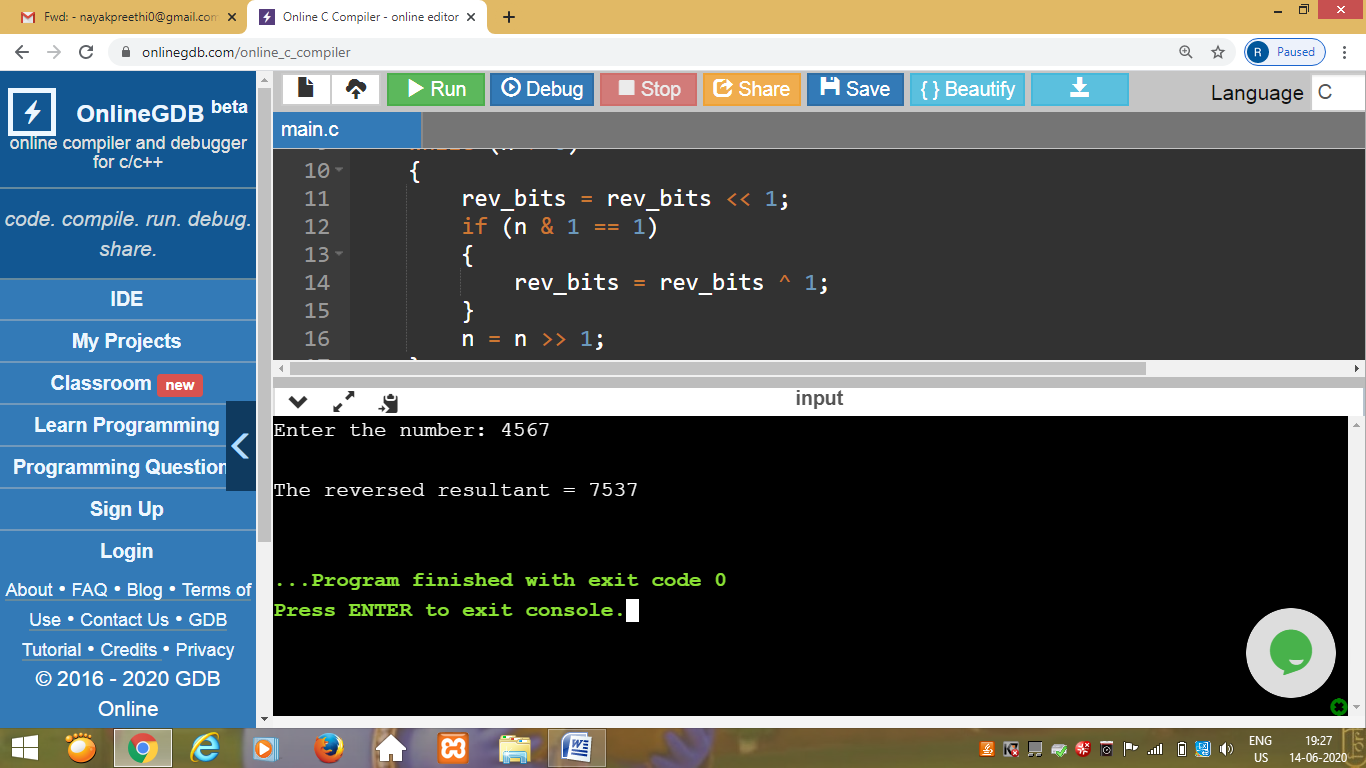 Fwd: - nayakpreethi0@gmail.com
Online C Compiler - online editor
onlinegdb.com/online_c_compiler
R Paused
OnlineGDB beta
online compiler and debugger
for c/c++
code. compile. run. debug.
share.
IDE
My Projects
Classroom new
Learn Programming
Programming Question
Sign Up
Login
About • FAQ • Blog • Terms of
Use • Contact Us • GDB
Tutorial • Credits • Privacy
© 2016 - 2020 GDB
Online
Run
Debug
Stop
Share
Save
{ } Beautify
Language C
main.c
10 {
11 rev_bits = rev_bits << 1;
12 if (n & 1 == 1)
13 {
14 rev_bits = rev_bits ^ 1;
15 }
16 n = n >> 1;
input
Enter the number: 4567
The reversed resultant = 7537
...Program finished with exit code 0
Press ENTER to exit console.
ENG
US
19:27
14-06-2020